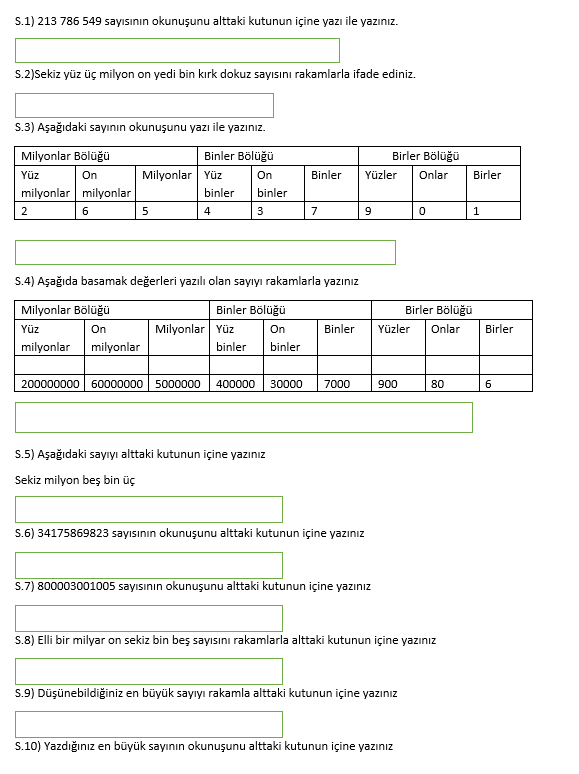 S.1) 213 786 549 sayısının okunuşunu alttaki kutunun içine yazı ile yazınız.
S.2)Sekiz yüz üç milyon on yedi bin kırk dokuz sayısını rakamlarla ifade ediniz.
S.3) Aşağıdaki sayının okunuşunu yazı ile yazınız.
Milyonlar Bölüğü Binler Bölüğü Birler Bölüğü
Yüz milyonlar On milyonlar Milyonlar Yüz binler On binler Binler Yüzler Onlar Birler
2 6 5 4 3 7 9 0 1
S.4) Aşağıda basamak değerleri yazılı olan sayıyı rakamlarla yazınız
Milyonlar Bölüğü Binler Bölüğü Birler Bölüğü
Yüz milyonlar On milyonlar Milyonlar Yüz binler On binler Binler Yüzler Onlar Birler
200000000 60000000 5000000 400000 30000 7000 900 80 6
S.5) Aşağıdaki sayıyı alttaki kutunun içine yazınız
Sekiz milyon beş bin üç
S.6) 34175869823 sayısının okunuşunu alttaki kutunun içine yazınız
S.7) 800003001005 sayısının okunuşunu alttaki kutunun içine yazınız
S.8) Elli bir milyar on sekiz bin beş sayısını rakamlarla alttaki kutunun içine yazınız
S.9) Düşünebildiğiniz en büyük sayıyı rakamla alttaki kutunun içine yazınız
S.10) Yazdığınız en büyük sayının okunuşunu alttaki kutunun içine yazınız